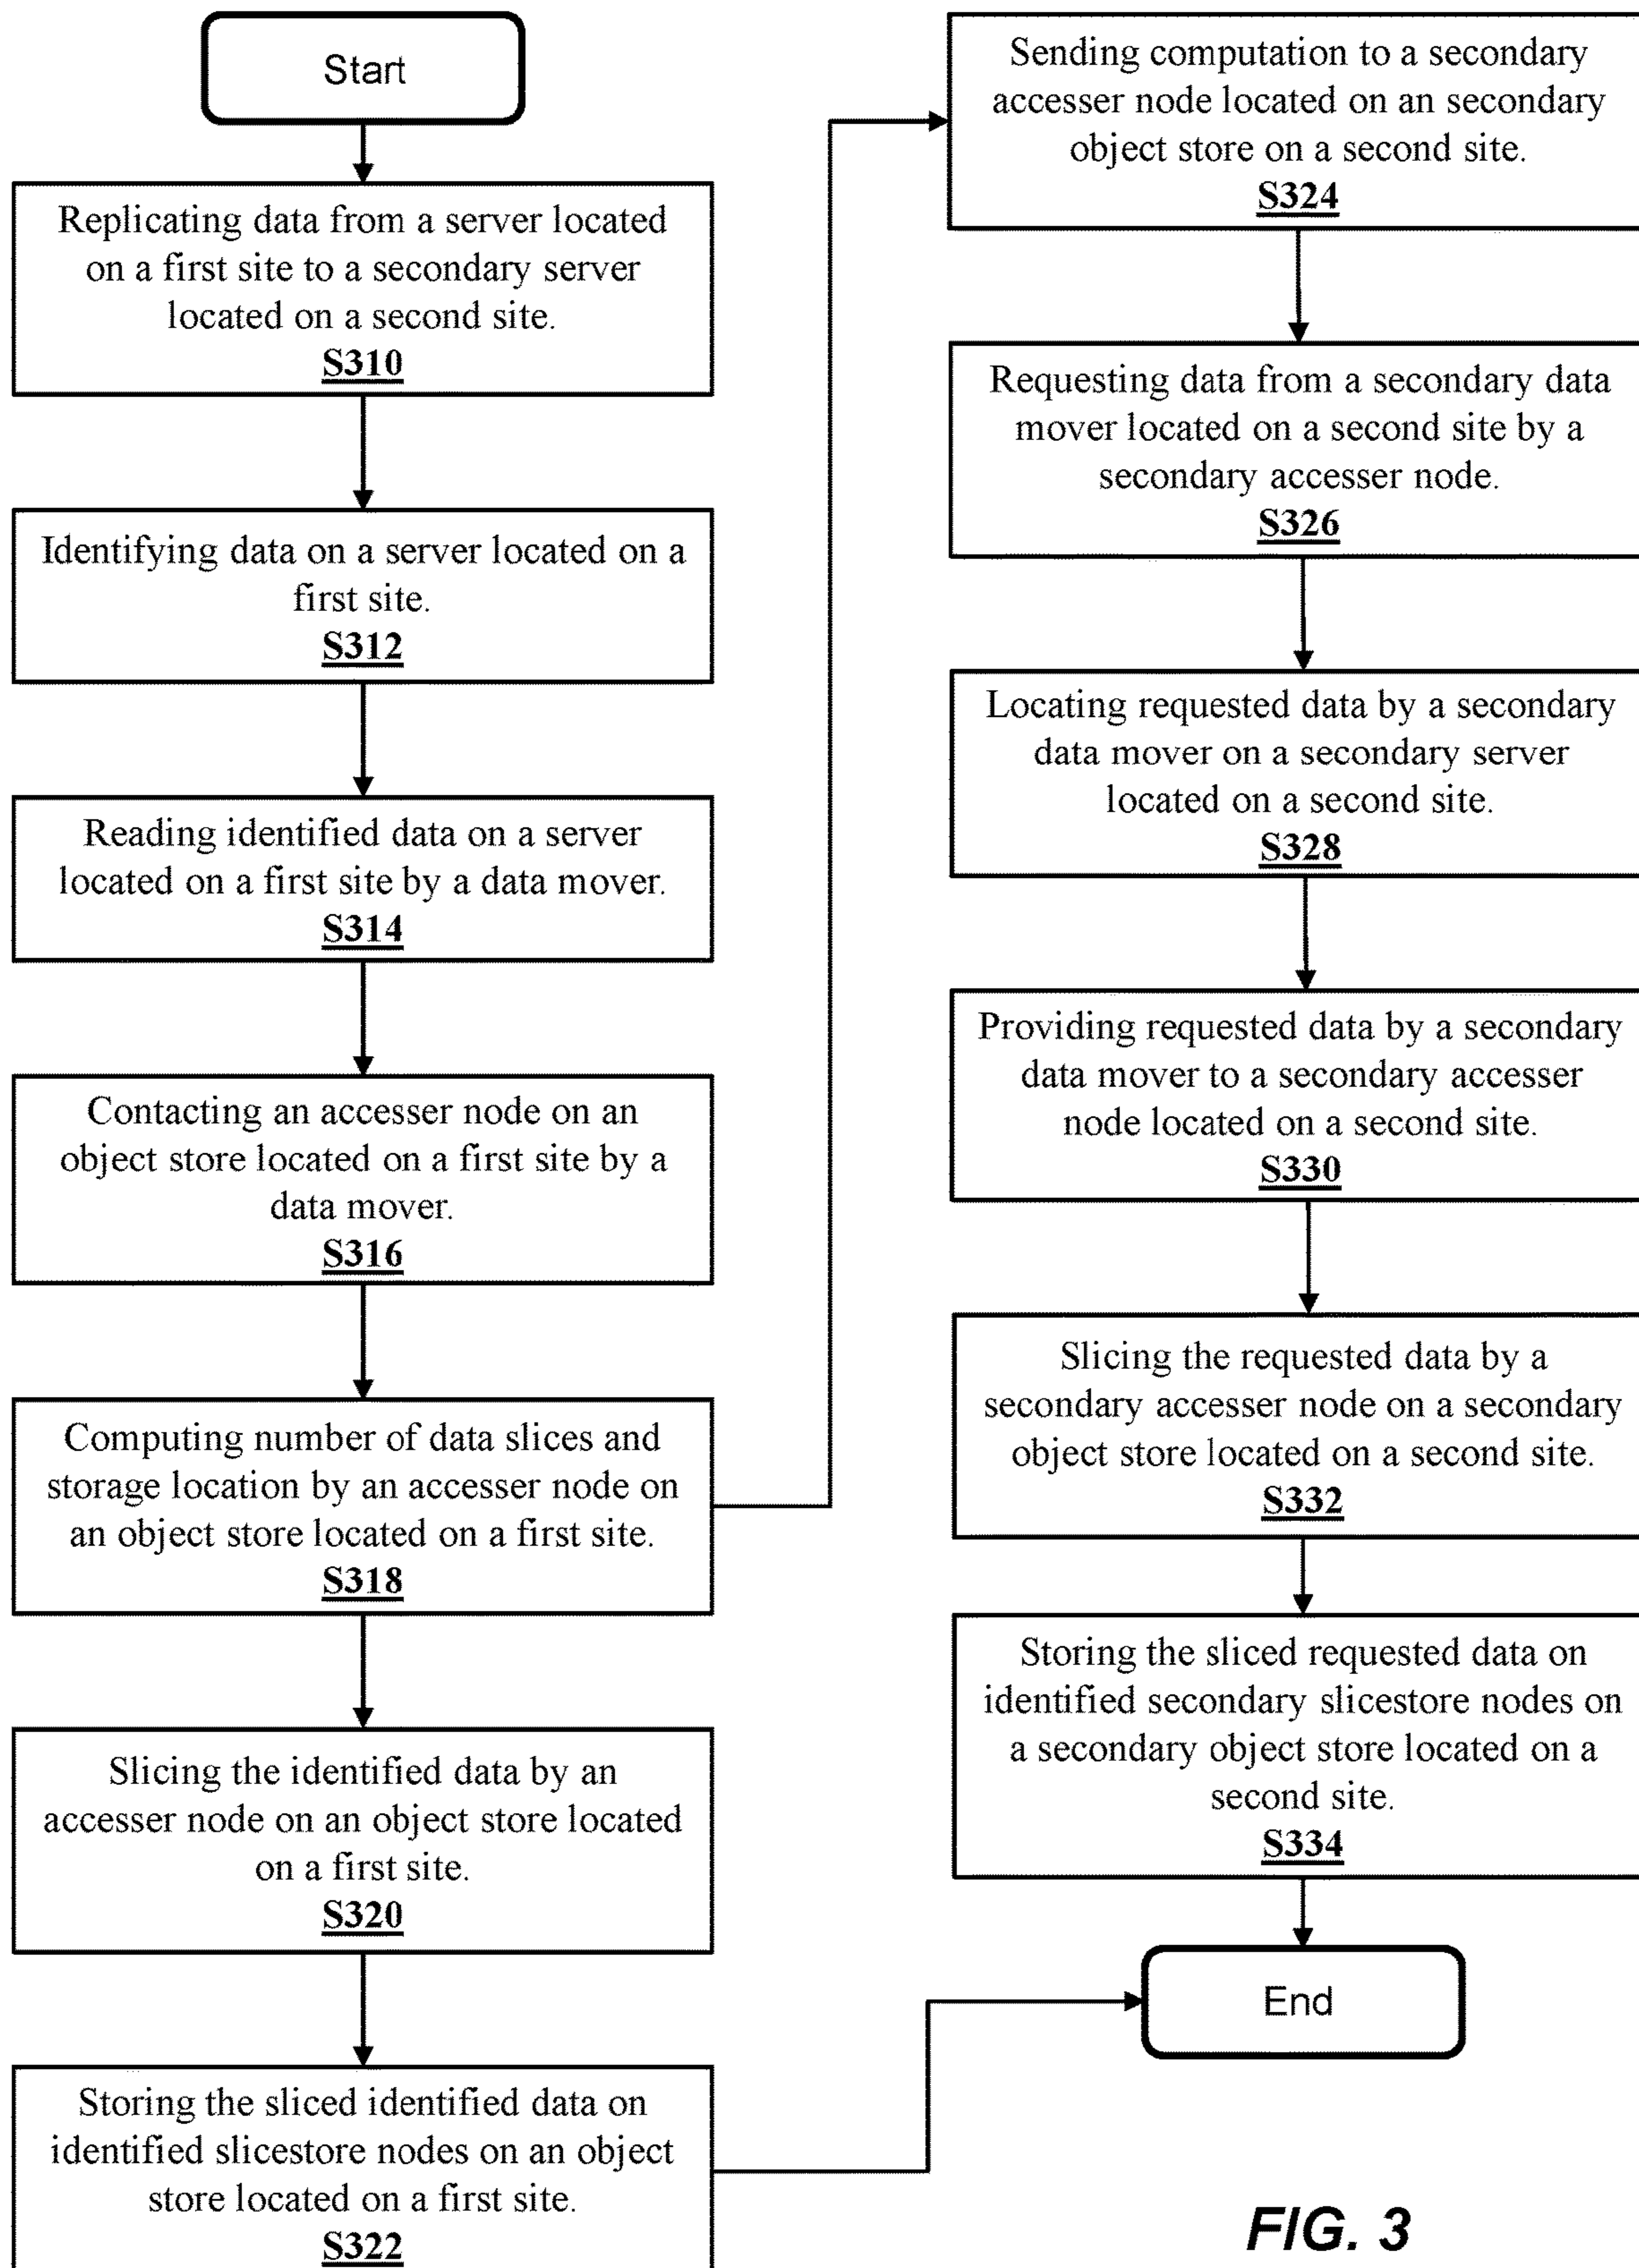 Start
Replicating data from a server located
on a first site to a secondary server
located on a second site.
S310
Identifying data on a server located on a
first site.
S312
Reading identified data on a server
located on a first site by a data mover.
S314
Contacting an accesser node on an
object store located on a first site by a
data mover.
S316
Computing number of data slices and
storage location by an accesser node on
an object store located on a first site.
S318
Slicing the identified data by an
accesser node on an object store located
on a first site.
S320
Storing the sliced identified data on
identified slicestore nodes on an object
store located on a first site.
S322
Sending computation to a secondary
accesser node located on an secondary
object store on a second site.
S324
Requesting data from a secondary data
mover located on a second site by a
secondary accesser node.
S326
Locating requested data by a secondary
data mover on a secondary server
located on a second site.
S328
Providing requested data by a secondary
data mover to a secondary accesser
node located on a second site.
S330
Slicing the requested data by a
secondary accesser node on a secondary
object store located on a second site.
S332
Storing the sliced requested data on
identified secondary slicestore nodes on
a secondary object store located on a
second site.
S334
End
FIG. 3